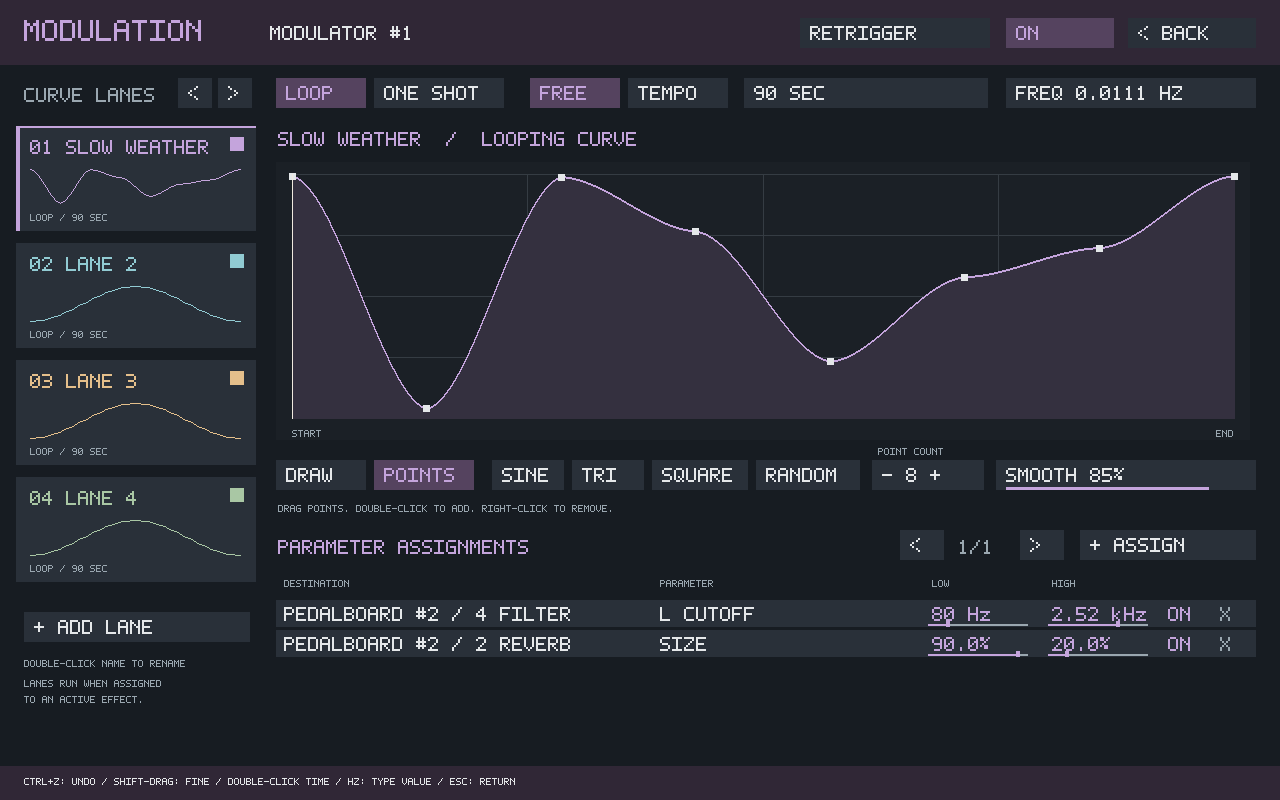 MODULATION
MODULATOR #1
RETRIGGER
ON
< BACK
CURVE LANES
<
>
LOOP
ONE SHOT
FREE
TEMPO
90 SEC
FREQ 0.0111 HZ
01 SLOW WEATHER
LOOP / 90 SEC
02 LANE 2
LOOP / 90 SEC
03 LANE 3
LOOP / 90 SEC
04 LANE 4
LOOP / 90 SEC
+ ADD LANE
DOUBLE-CLICK NAME TO RENAME
LANES RUN WHEN ASSIGNED
TO AN ACTIVE EFFECT.
SLOW WEATHER / LOOPING CURVE
START
END
POINT COUNT
DRAW
POINTS
SINE
TRI
SQUARE
RANDOM
- 8 +
SMOOTH 85%
DRAG POINTS. DOUBLE-CLICK TO ADD. RIGHT-CLICK TO REMOVE.
PARAMETER ASSIGNMENTS
<
1/1
>
+ ASSIGN
DESTINATION
PARAMETER
LOW
HIGH
PEDALBOARD #2 / 4 FILTER
L CUTOFF
80 Hz
2.52 kHz
ON
X
PEDALBOARD #2 / 2 REVERB
SIZE
90.0%
20.0%
ON
X
CTRL+Z: UNDO / SHIFT-DRAG: FINE / DOUBLE-CLICK TIME / HZ: TYPE VALUE / ESC: RETURN